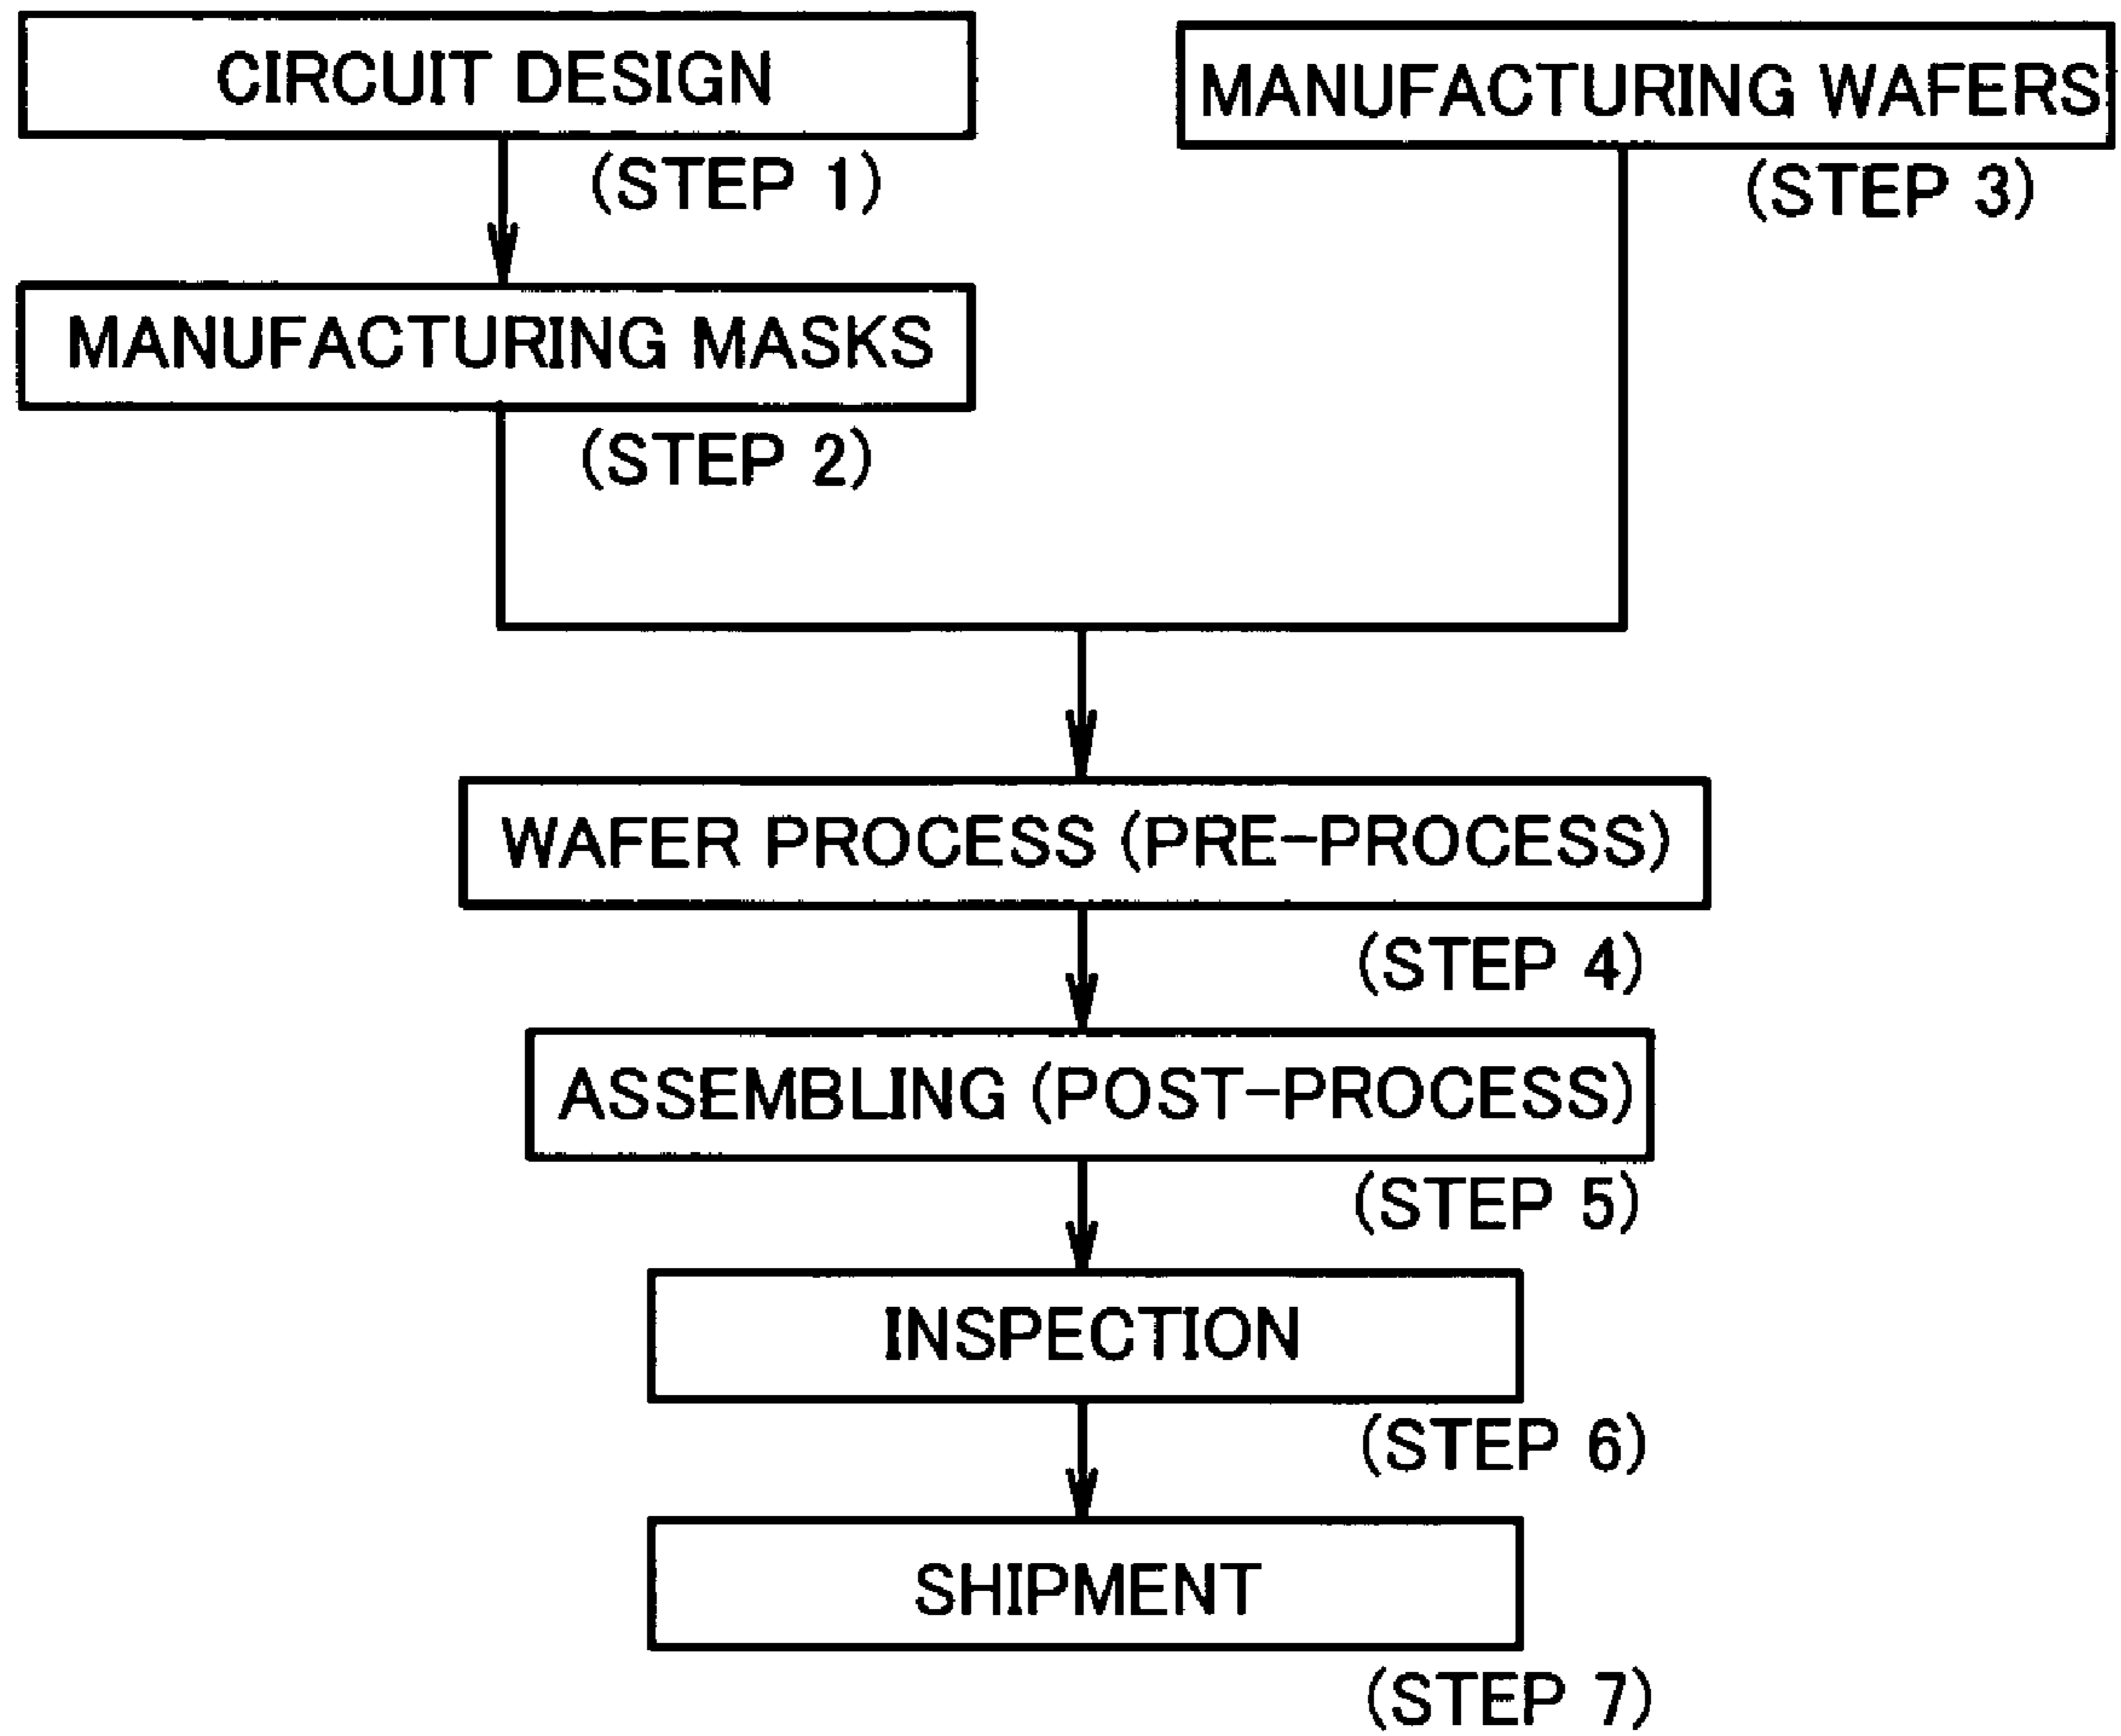 CIRCUIT DESIGN
(STEP 1)
MANUFACTURING MASKS
(STEP 2)
MANUFACTURING WAFERS
(STEP 3)
WAFER PROCESS (PRE-PROCESS)
(STEP 4)
ASSEMBLING (POST-PROCESS)
(STEP 5)
INSPECTION
(STEP 6)
SHIPMENT
(STEP 7)